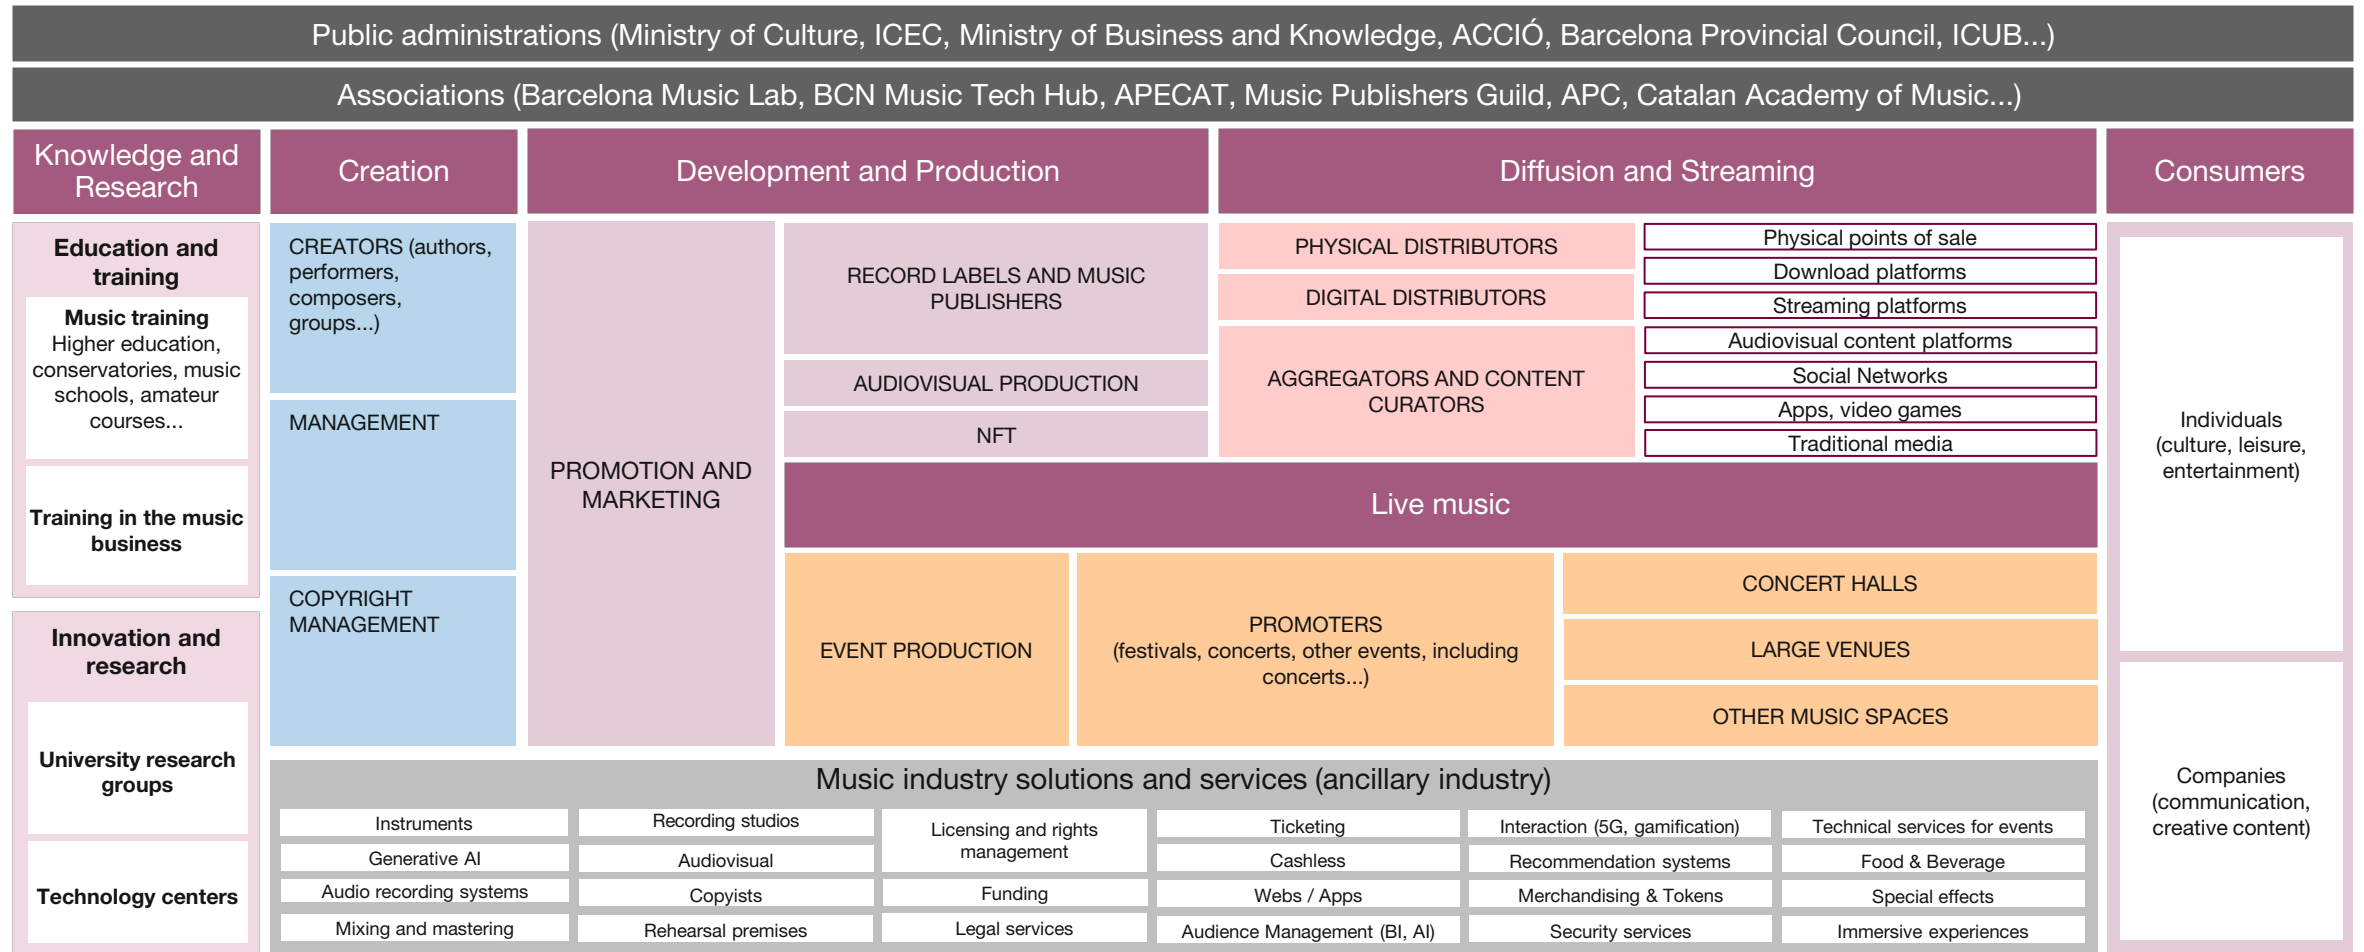 Public administrations (Ministry of Culture, ICEC, Ministry of Business and Knowledge, ACCIÓ, Barcelona Provincial Council, ICUB...)
Associations (Barcelona Music Lab, BCN Music Tech Hub, APECAT, Music Publishers Guild, APC, Catalan Academy of Music...)
Knowledge and
Research
Creation
Development and Production
Diffusion and Streaming
Consumers
Education and
training
Music training
Higher education,
conservatories, music
schools, amateur
courses...
Training in the music
business
Innovation and
research
University research
groups
Technology centers
CREATORS (authors,
performers,
composers,
groups...)
MANAGEMENT
COPYRIGHT
MANAGEMENT
PROMOTION AND
MARKETING
RECORD LABELS AND MUSIC
PUBLISHERS
AUDIOVISUAL PRODUCTION
NFT
PHYSICAL DISTRIBUTORS
DIGITAL DISTRIBUTORS
AGGREGATORS AND CONTENT
CURATORS
Physical points of sale
Download platforms
Streaming platforms
Audiovisual content platforms
Social Networks
Apps, video games
Traditional media
Live music
EVENT PRODUCTION
PROMOTERS
(festivals, concerts, other events, including
concerts...)
CONCERT HALLS
LARGE VENUES
OTHER MUSIC SPACES
Individuals
(culture, leisure,
entertainment)
Companies
(communication,
creative content)
Music industry solutions and services (ancillary industry)
Instruments
Generative AI
Audio recording systems
Mixing and mastering
Recording studios
Audiovisual
Copyists
Rehearsal premises
Licensing and rights
management
Funding
Legal services
Ticketing
Cashless
Webs / Apps
Audience Management (BI, AI)
Interaction (5G, gamification)
Recommendation systems
Merchandising & Tokens
Security services
Technical services for events
Food & Beverage
Special effects
Immersive experiences